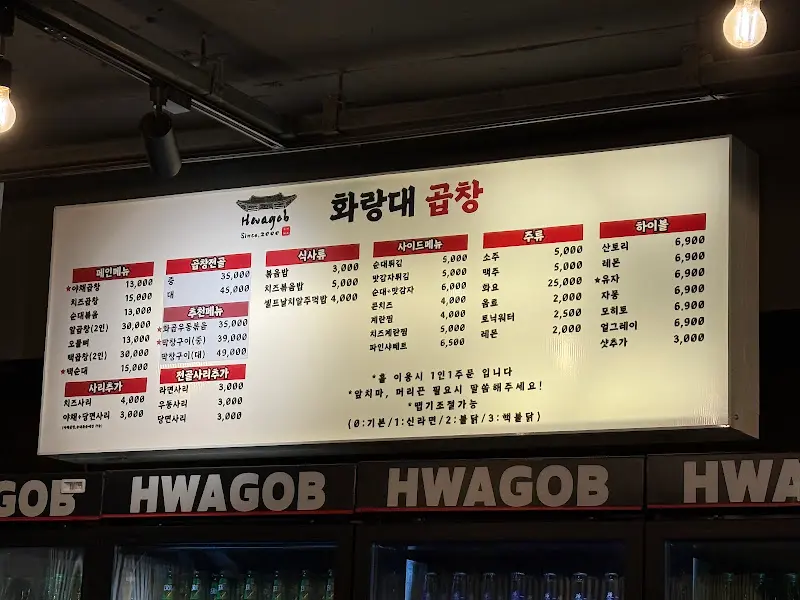 Hwagob
Since.2000
화랑대 곱창
메인메뉴
★야채곱창 13,000
치즈곱창 15,000
순대볶음 13,000
알곱창(2인) 30,000
오돌뼈 13,000
백곱창(2인) 30,000
★백순대 15,000
사리추가
치즈사리 4,000
야채+당면사리 3,000
곱창전골
중 35,000
대 45,000
추천메뉴
★화곱우동볶음 35,000
★막창구이(중) 39,000
막창구이(대) 49,000
전골사리추가
라면사리 3,000
우동사리 3,000
당면사리 3,000
식사류
볶음밥 3,000
치즈볶음밥 5,000
셀프날치알주먹밥 4,000
사이드메뉴
순대튀김 5,000
맛감자튀김 5,000
순대+맛감자 6,000
콘치즈 4,000
계란찜 4,000
치즈계란찜 5,000
파인샤베트 6,500
주류
소주 5,000
맥주 5,000
화요 25,000
음료 2,000
토닉워터 2,500
레몬 2,000
하이볼
산토리 6,900
레몬 6,900
★유자 6,900
자몽 6,900
모히토 6,900
얼그레이 6,900
샷추가 3,000
*홀 이용시 1인1주문 입니다
*앞치마, 머리끈 필요시 말씀해주세요!
*맵기조절가능
(0:기본/1:신라면/2:불닭/3:핵불닭)
GOB
HWAGOB
HWAGOB
HWA